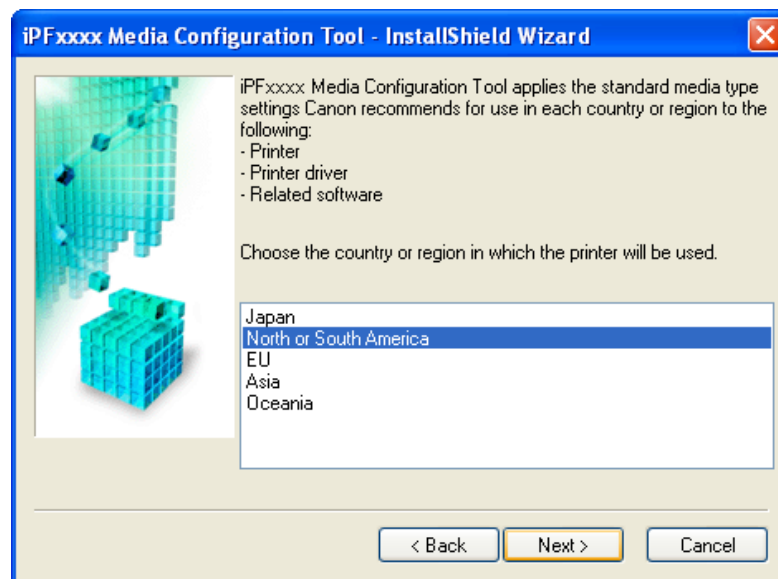 iPFxxxx Media Configuration Tool - InstallShield Wizard
iPFxxxx Media Configuration Tool applies the standard media type
settings Canon recommends for use in each country or region to the
following:
- Printer
- Printer driver
- Related software
Choose the country or region in which the printer will be used.
Japan
North or South America
EU
Asia
Oceania
< Back
Next >
Cancel